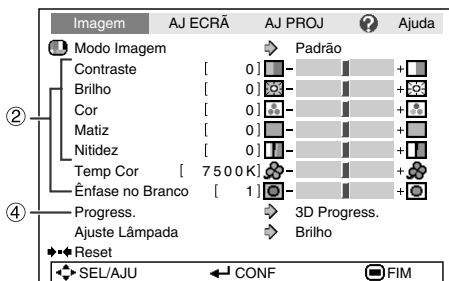 Imagem AJ ECRÃ AJ PROJ ? Ajuda
Modo Imagem Padrão
Contraste [ 0] - +
Brilho [ 0] - +
② Cor [ 0] - +
Matiz [ 0] - +
Nitidez [ 0] - +
Temp Cor [ 7500K] - +
Ênfase no Branco [ 1] - +
④ Progress. 3D Progress.
Ajuste Lâmpada Brilho
Reset
SEL/AJU CONF FIM